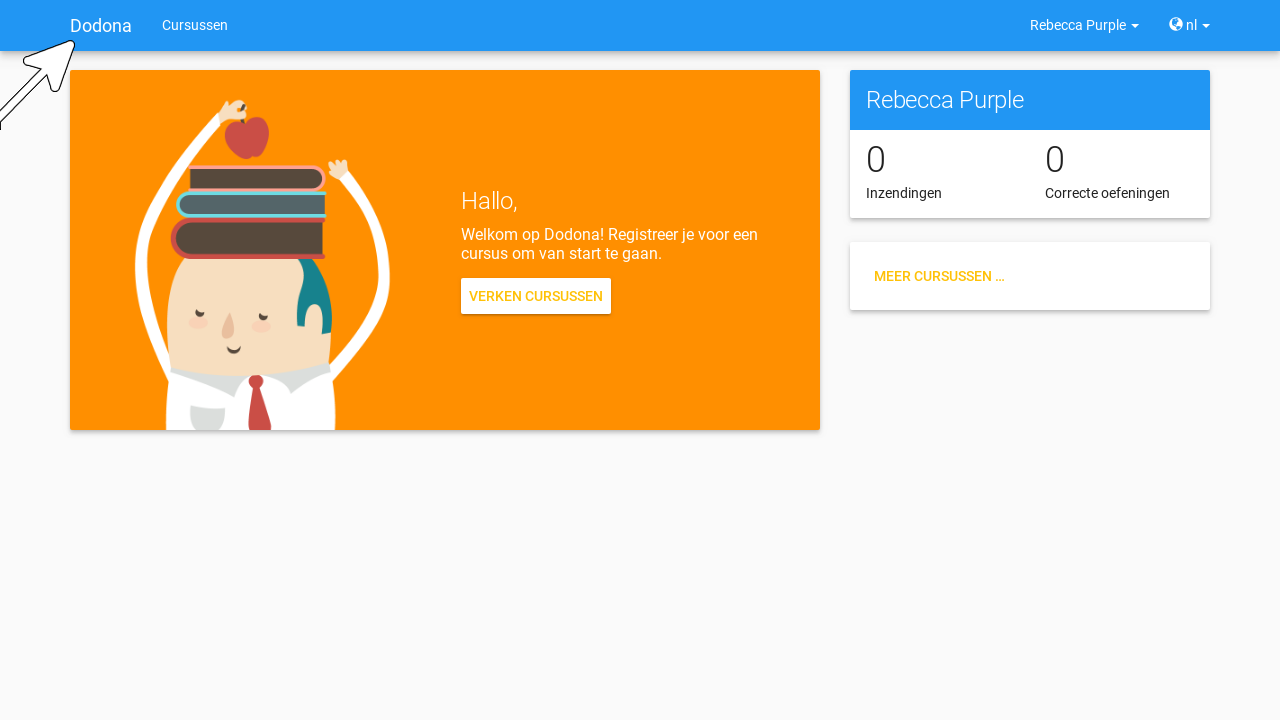 Dodona
Cursussen
Rebecca Purple
nl
Hallo,
Welkom op Dodona! Registreer je voor een
cursus om van start te gaan.
VERKEN CURSUSSEN
Rebecca Purple
0
Inzendingen
0
Correcte oefeningen
MEER CURSUSSEN ...